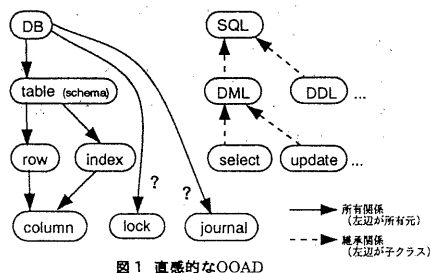 DB
SQL
table (schema)
DML
DDL ...
row
index
select
update ...
?
?
column
lock
journal
所有関係
(左辺が所有元)
継承関係
(左辺が子クラス)
図1 直感的なOOAD